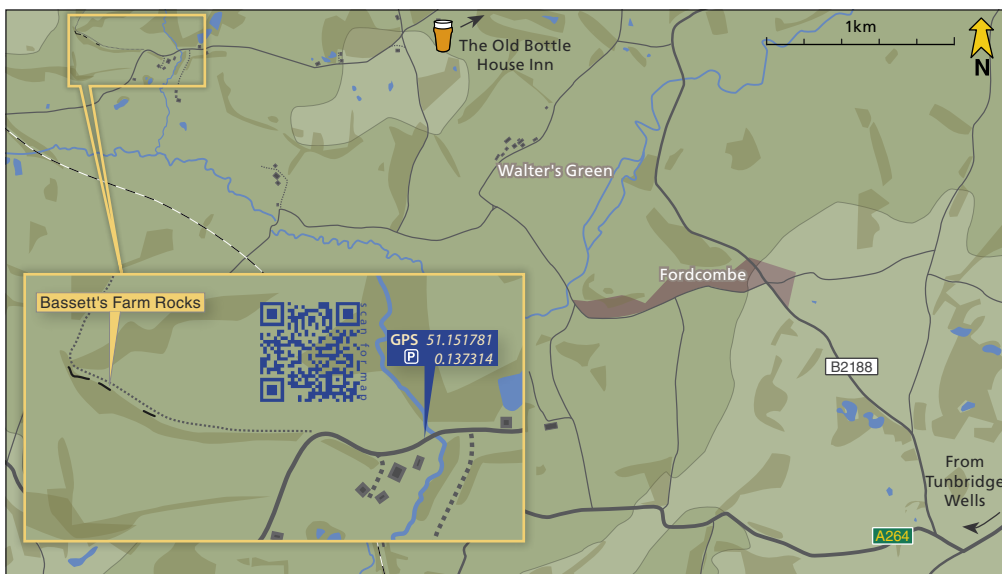 The Old Bottle
House Inn
1km
N
Walter's Green
Fordcombe
Bassett's Farm Rocks
scan for map
GPS 51.151781
P 0.137314
B2188
From
Tunbridge
Wells
A264